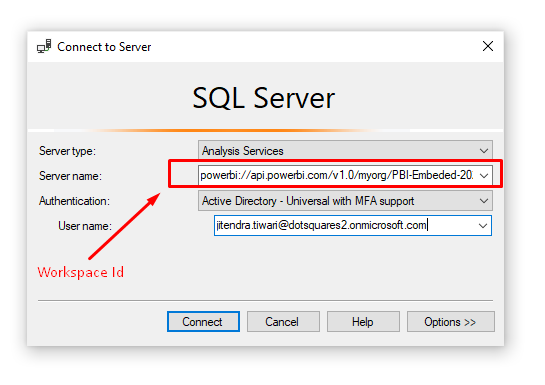 Connect to Server
SQL Server
Server type: Analysis Services
Server name: powerbi://api.powerbi.com/v1.0/myorg/PBI-Embeded-20.
Authentication: Active Directory - Universal with MFA support
User name: jitendra.tiwari@dotsquares2.onmicrosoft.com
Workspace Id
Connect Cancel Help Options >>